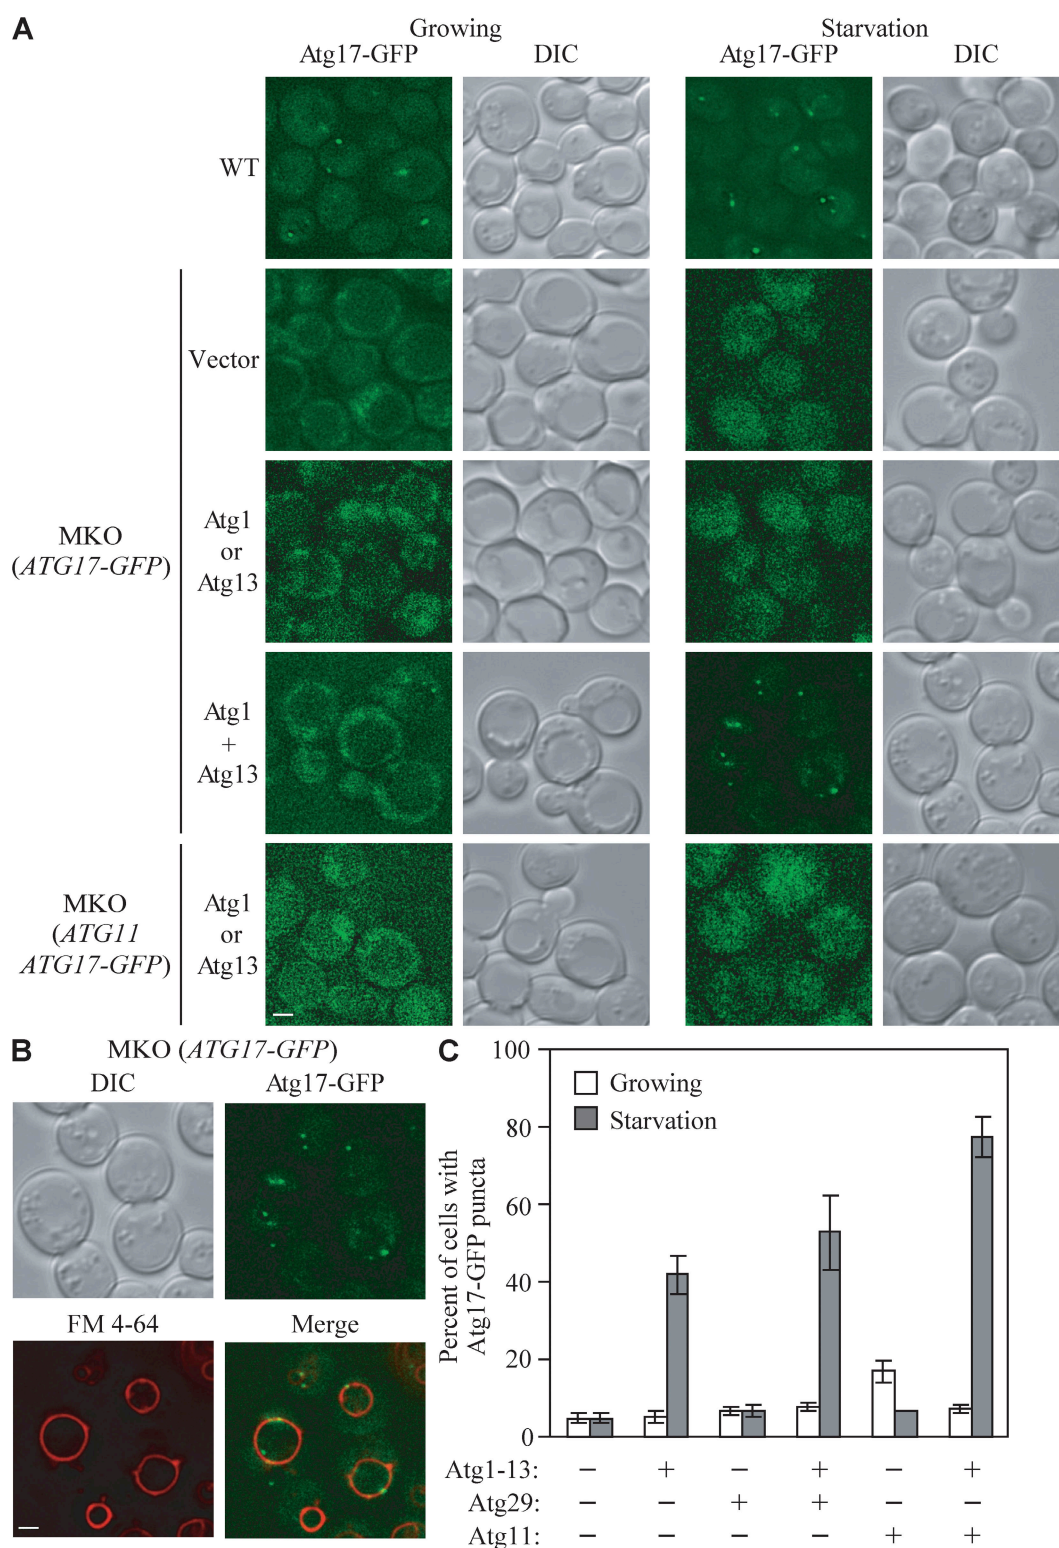 A
Growing
Starvation
Atg17-GFP
DIC
Atg17-GFP
DIC
WT
Vector
MKO
(ATG17-GFP)
Atg1
or
Atg13
Atg1
+
Atg13
MKO
(ATG11
ATG17-GFP)
Atg1
or
Atg13
B
MKO (ATG17-GFP)
DIC
Atg17-GFP
FM 4-64
Merge
C
Percent of cells with
Atg17-GFP puncta
100
80
60
40
20
0
Growing
Starvation
Atg1-13: – + – + – +
Atg29: – – + + – –
Atg11: – – – – + +